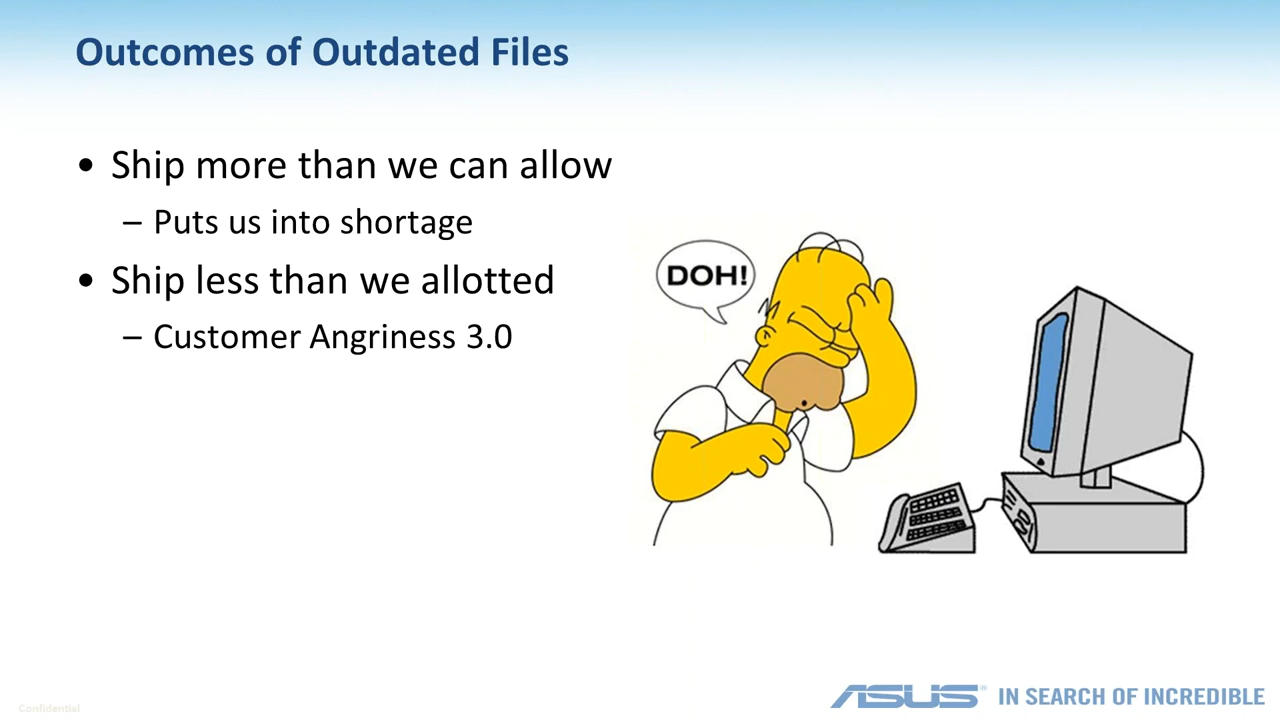 Outcomes of Outdated Files
• Ship more than we can allow
– Puts us into shortage
• Ship less than we allotted
– Customer Angriness 3.0
DOH!
Confidential
ASUS® IN SEARCH OF INCREDIBLE